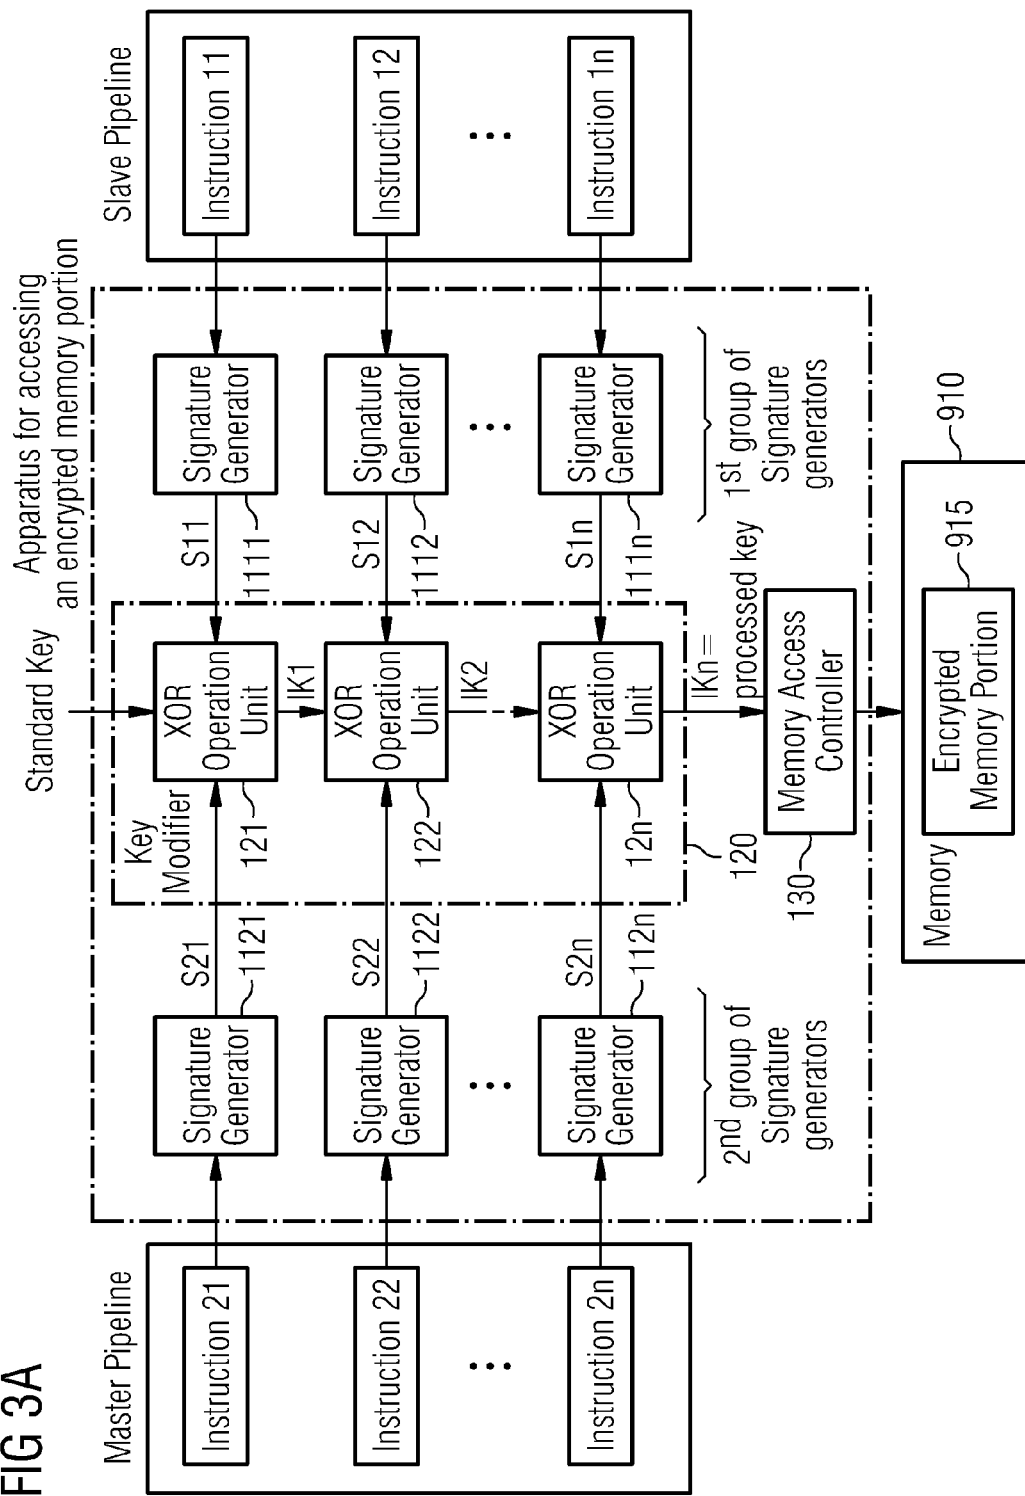 FIG 3A
Master Pipeline
Instruction 21
Instruction 22
...
Instruction 2n
Apparatus for accessing
an encrypted memory portion
Standard Key
Slave Pipeline
Instruction 11
Instruction 12
...
Instruction 1n
Key
Modifier
Signature
Generator
1121
S21
XOR
Operation
Unit
121
S11
1111
Signature
Generator
IK1
Signature
Generator
1122
S22
XOR
Operation
Unit
122
S12
1112
Signature
Generator
IK2
...
...
Signature
Generator
112n
S2n
XOR
Operation
Unit
12n
S1n
111n
Signature
Generator
2nd group of
Signature
generators
120
IKn =
processed key
1st group of
Signature
generators
Memory Access
Controller
130
Memory
910
Encrypted
Memory Portion
915